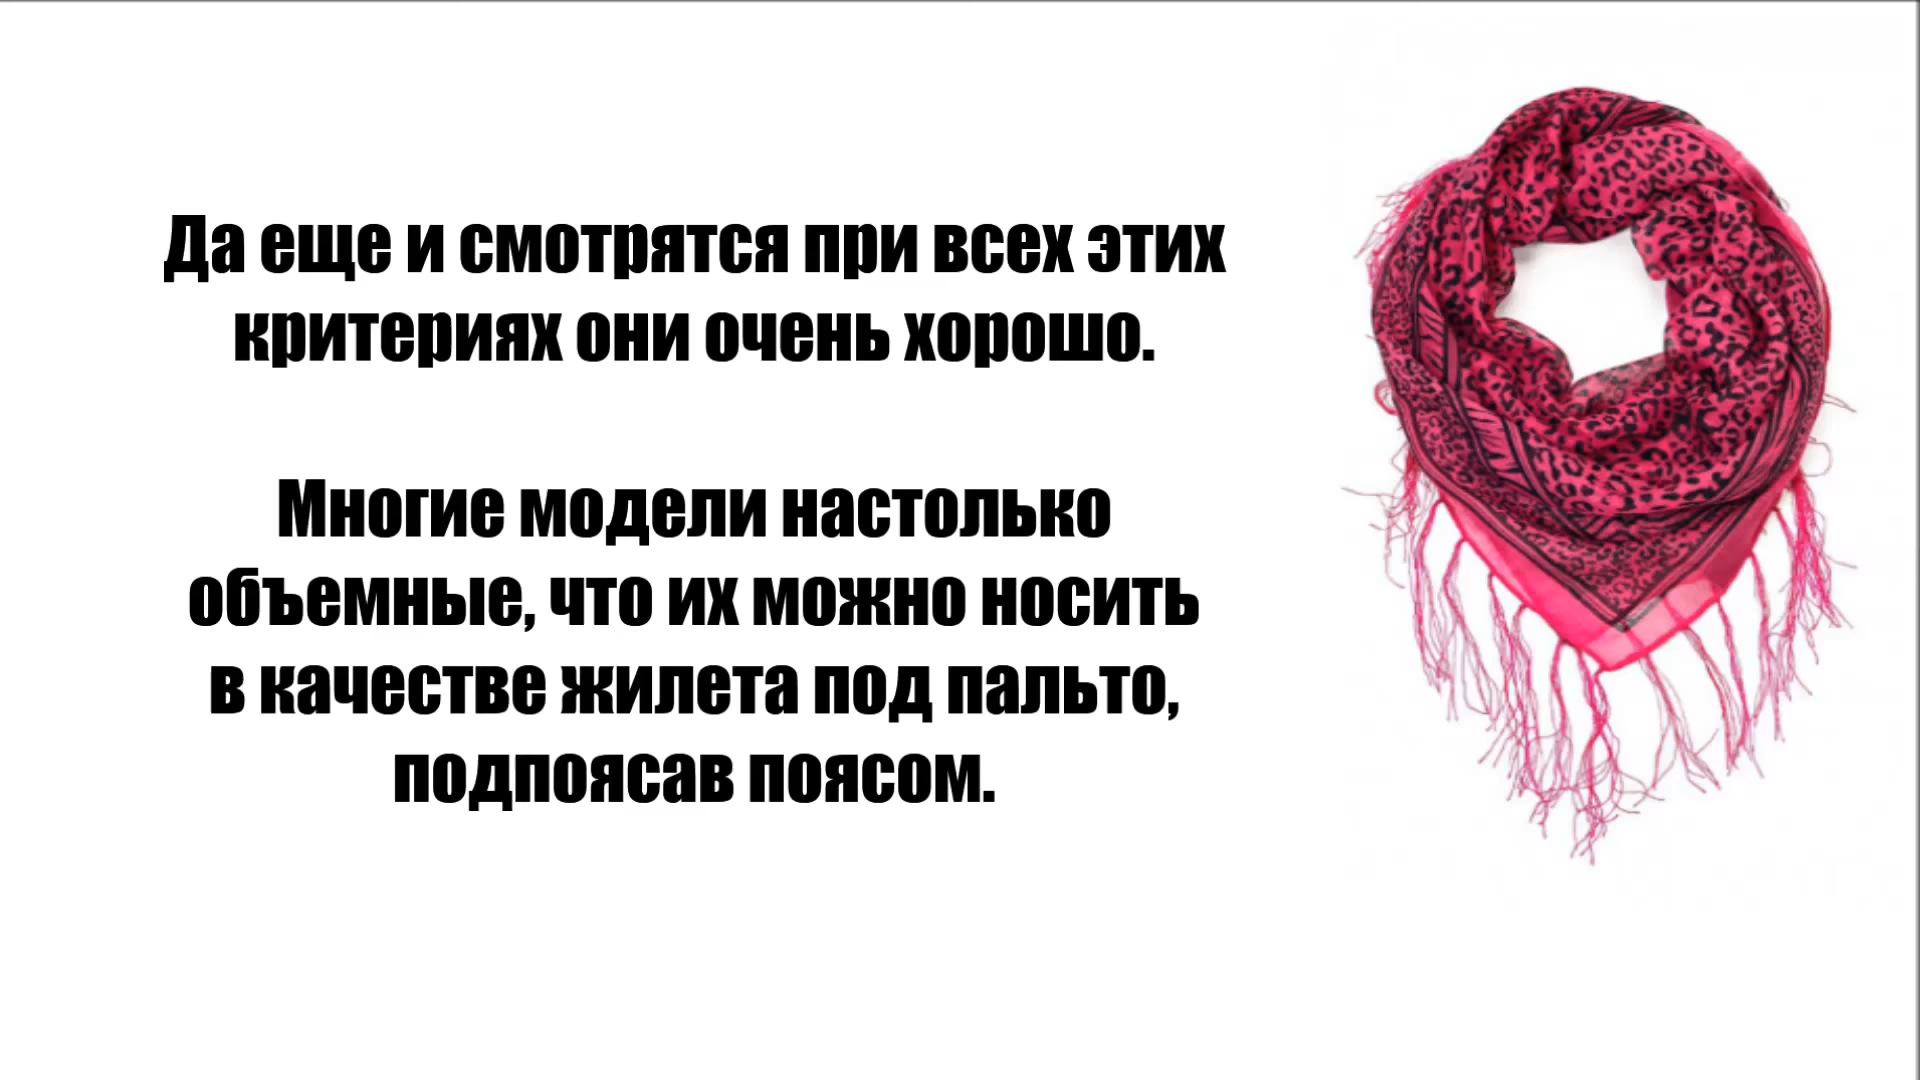 Да еще и смотрятся при всех этих
критериях они очень хорошо.
Многие модели настолько
объемные, что их можно носить
в качестве жилета под пальто,
подпоясав поясом.